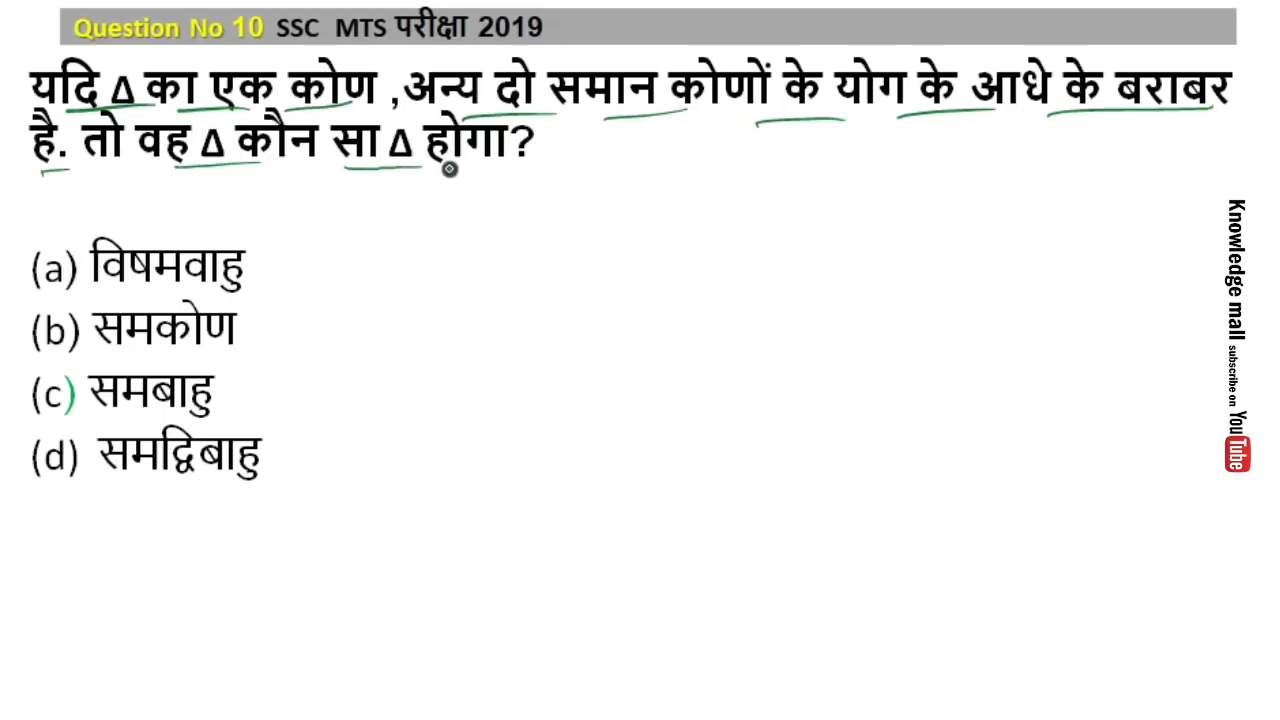 Question No 10 SSC MTS परीक्षा 2019
यदि Δ का एक कोण ,अन्य दो समान कोणों के योग के आधे के बराबर
है. तो वह Δ कौन सा Δ होगा?
(a) विषमवाहु
(b) समकोण
(c) समबाहु
(d) समद्विबाहु
Knowledge mall subscribe on YouTube